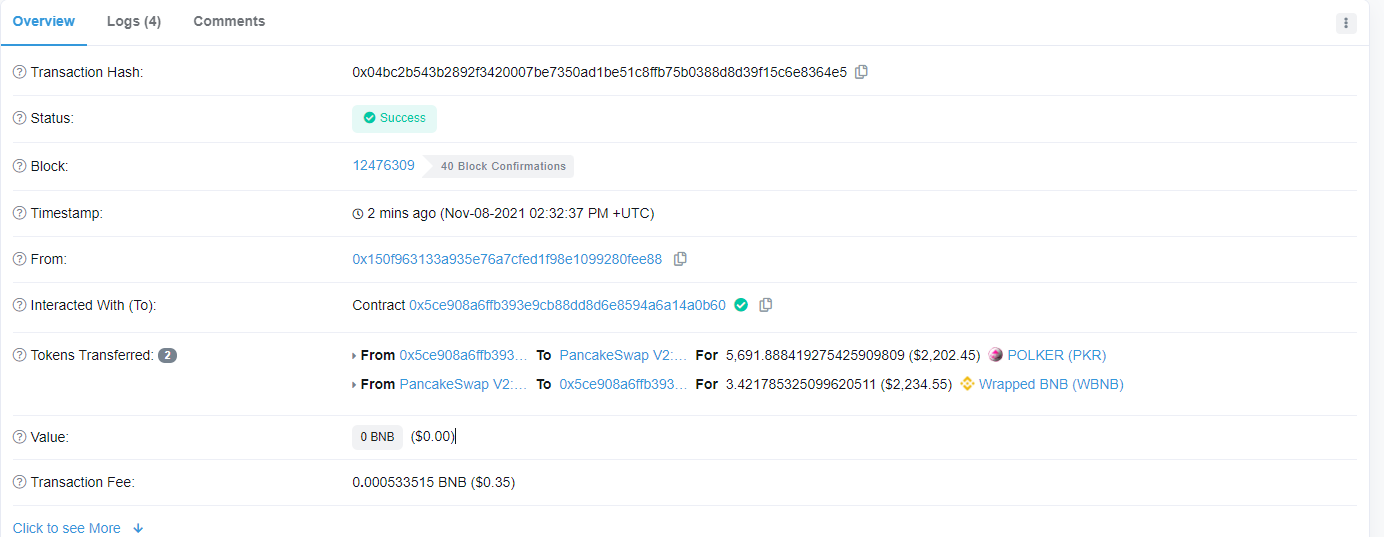 Overview Logs (4) Comments
Transaction Hash: 0x04bc2b543b2892f3420007be7350ad1be51c8ffb75b0388d8d39f15c6e8364e5
Status: Success
Block: 12476309 40 Block Confirmations
Timestamp: 2 mins ago (Nov-08-2021 02:32:37 PM +UTC)
From: 0x150f963133a935e76a7cfed1f98e1099280fee88
Interacted With (To): Contract 0x5ce908a6ffb393e9cb88dd8d6e8594a6a14a0b60
Tokens Transferred: 2 From 0x5ce908a6ffb393... To PancakeSwap V2:... For 5,691.888419275425909809 ($2,202.45) POLKER (PKR)
From PancakeSwap V2:... To 0x5ce908a6ffb393... For 3.421785325099620511 ($2,234.55) Wrapped BNB (WBNB)
Value: 0 BNB ($0.00)
Transaction Fee: 0.000533515 BNB ($0.35)
Click to see More